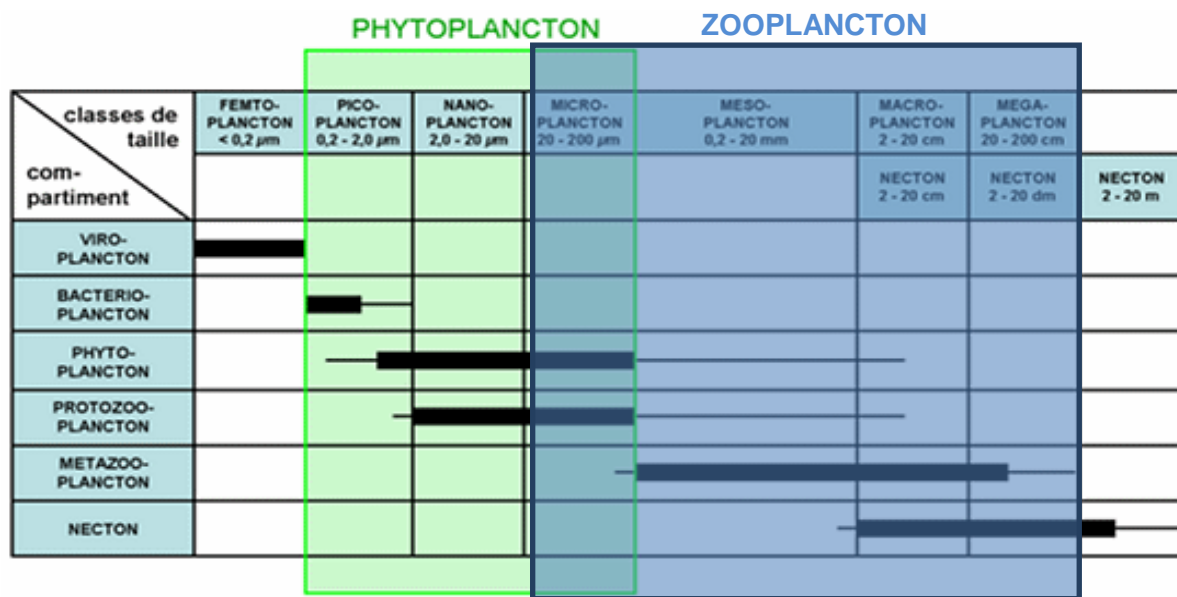 PHYTOPLANCTON
ZOOPLANCTON
classes de
taille
com-
partiment
FEMTO-
PLANCTON
< 0,2 µm
PICO-
PLANCTON
0,2 - 2,0 µm
NANO-
PLANCTON
2,0 - 20 µm
MICRO-
PLANCTON
20 - 200 µm
MESO-
PLANCTON
0,2 - 20 mm
MACRO-
PLANCTON
2 - 20 cm
MEGA-
PLANCTON
20 - 200 cm
NECTON
2 - 20 cm
NECTON
2 - 20 dm
NECTON
2 - 20 m
VIRO-
PLANCTON
BACTERIO-
PLANCTON
PHYTO-
PLANCTON
PROTOZOO-
PLANCTON
METAZOO-
PLANCTON
NECTON